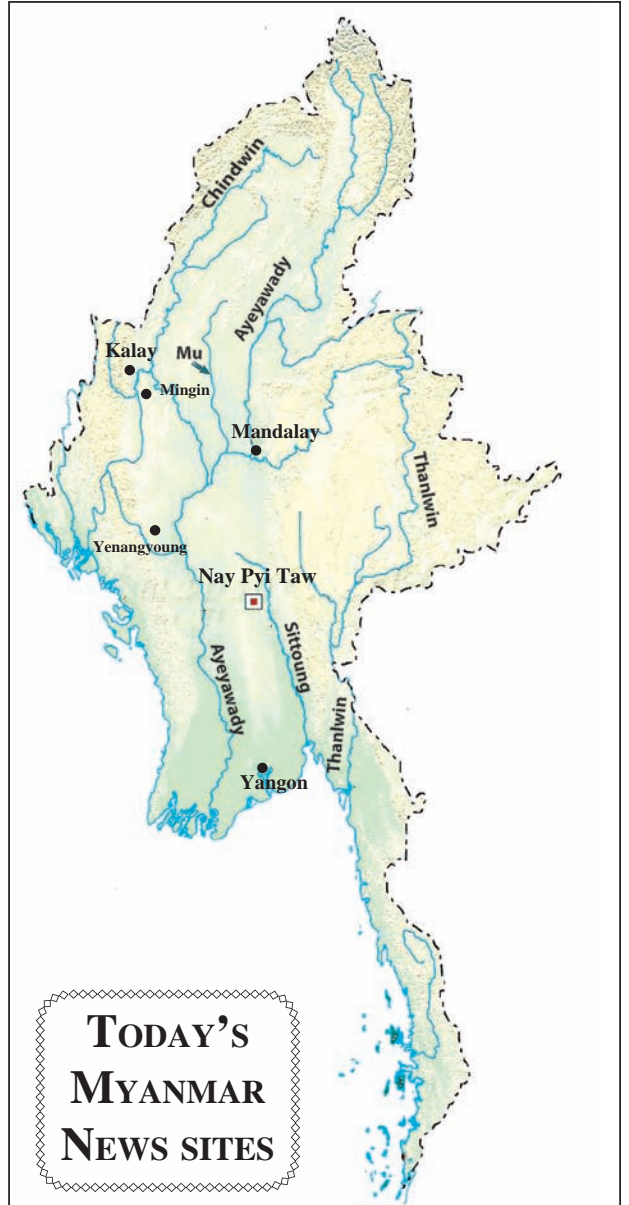 Chindwin
Ayeyawady
Kalay
Mu
Mingin
Mandalay
Thanlwin
Yenangyoung
Nay Pyi Taw
Sittoung
Ayeyawady
Thanlwin
Yangon
TODAY'S
MYANMAR
NEWS SITES